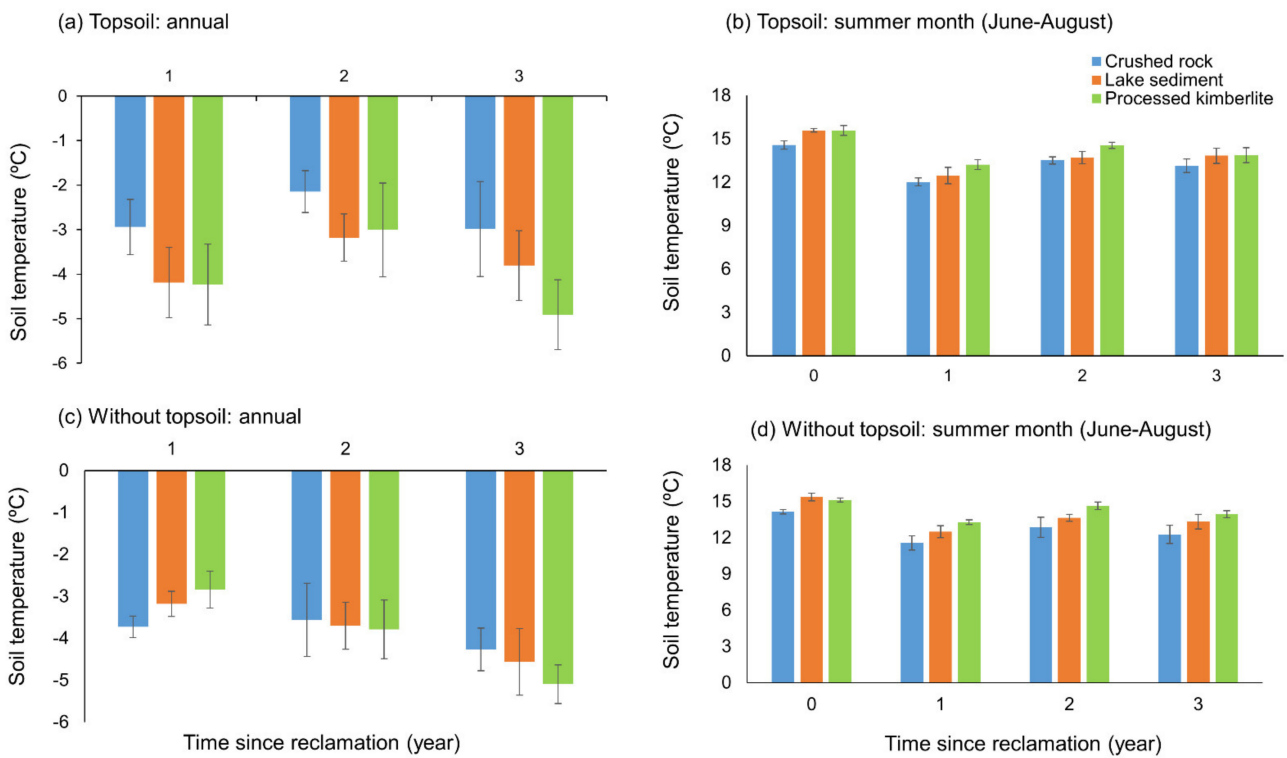 (a) Topsoil: annual
1 2 3
0
-1
-2
-3
-4
-5
-6
Soil temperature (ºC)
(b) Topsoil: summer month (June-August)
Crushed rock
Lake sediment
Processed kimberlite
18
15
12
9
6
3
0
Soil temperature (ºC)
0 1 2 3
(c) Without topsoil: annual
1 2 3
0
-1
-2
-3
-4
-5
-6
Soil temperature (ºC)
Time since reclamation (year)
(d) Without topsoil: summer month (June-August)
18
15
12
9
6
3
0
Soil temperature (ºC)
0 1 2 3
Time since reclamation (year)